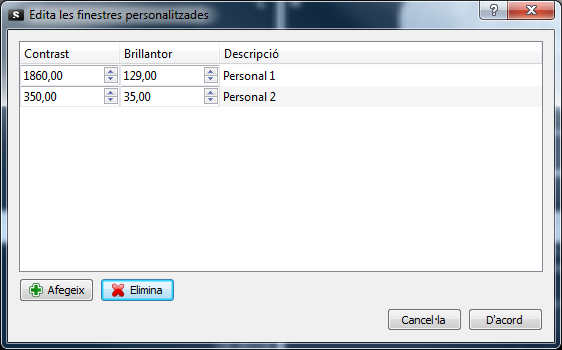 S Edita les finestres personalitzades
?
Contrast Brillantor Descripció
1860,00 129,00 Personal 1
350,00 35,00 Personal 2
Afegeix Elimina
Cancel·la D'acord